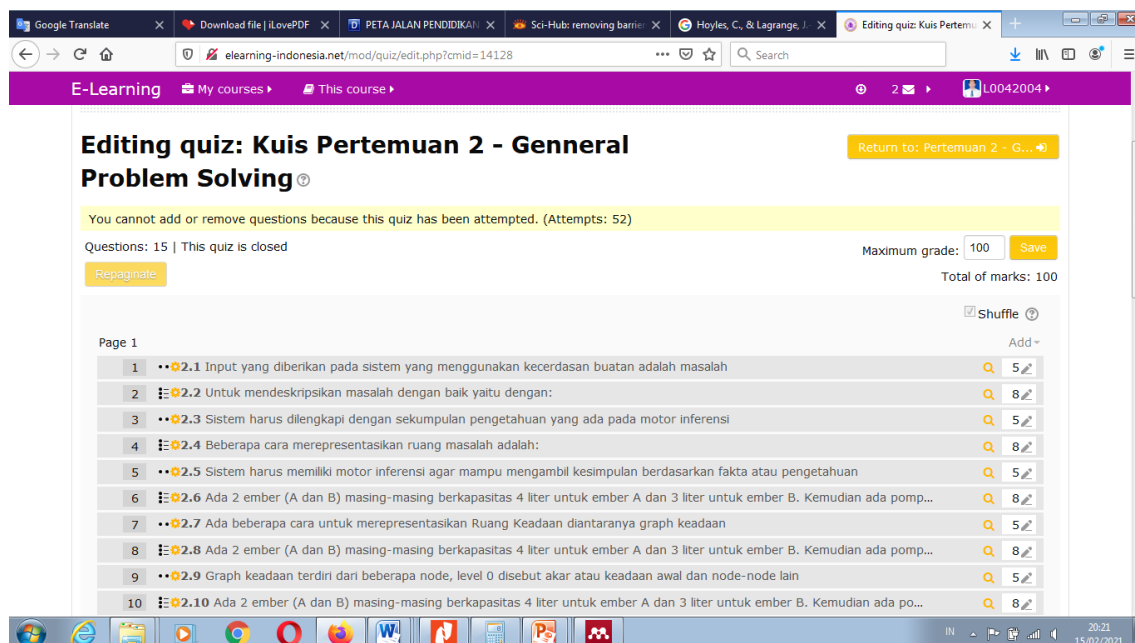 Google Translate
Download file | iLovePDF
PETA JALAN PENDIDIKAN
Sci-Hub: removing barrier
Hoyles, C., & Lagrange, J.
Editing quiz: Kuis Pertemu
elearning-indonesia.net/mod/quiz/edit.php?cmid=14128
Search
E-Learning My courses This course 2 L0042004
Editing quiz: Kuis Pertemuan 2 - Genneral
Problem Solving
Return to: Pertemuan 2 - G...
You cannot add or remove questions because this quiz has been attempted. (Attempts: 52)
Questions: 15 | This quiz is closed
Maximum grade: 100 Save
Repaginate
Total of marks: 100
Shuffle
Page 1 Add
1 2.1 Input yang diberikan pada sistem yang menggunakan kecerdasan buatan adalah masalah 5
2 2.2 Untuk mendeskripsikan masalah dengan baik yaitu dengan: 8
3 2.3 Sistem harus dilengkapi dengan sekumpulan pengetahuan yang ada pada motor inferensi 5
4 2.4 Beberapa cara merepresentasikan ruang masalah adalah: 8
5 2.5 Sistem harus memiliki motor inferensi agar mampu mengambil kesimpulan berdasarkan fakta atau pengetahuan 5
6 2.6 Ada 2 ember (A dan B) masing-masing berkapasitas 4 liter untuk ember A dan 3 liter untuk ember B. Kemudian ada pomp... 8
7 2.7 Ada beberapa cara untuk merepresentasikan Ruang Keadaan diantaranya graph keadaan 5
8 2.8 Ada 2 ember (A dan B) masing-masing berkapasitas 4 liter untuk ember A dan 3 liter untuk ember B. Kemudian ada pomp... 8
9 2.9 Graph keadaan terdiri dari beberapa node, level 0 disebut akar atau keadaan awal dan node-node lain 5
10 2.10 Ada 2 ember (A dan B) masing-masing berkapasitas 4 liter untuk ember A dan 3 liter untuk ember B. Kemudian ada po... 8
IN 20:21
15/02/2021